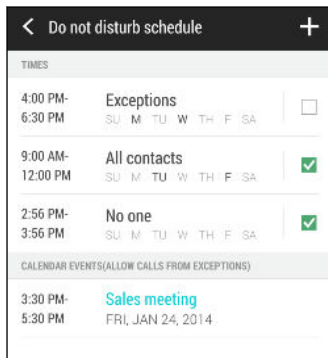 Do not disturb schedule
TIMES
4:00 PM- Exceptions
6:30 PM SU M TU W TH F SA
9:00 AM- All contacts
12:00 PM SU M TU W TH F SA
2:56 PM- No one
3:56 PM SU M TU W TH F SA
CALENDAR EVENTS(ALLOW CALLS FROM EXCEPTIONS)
3:30 PM- Sales meeting
5:30 PM FRI, JAN 24, 2014